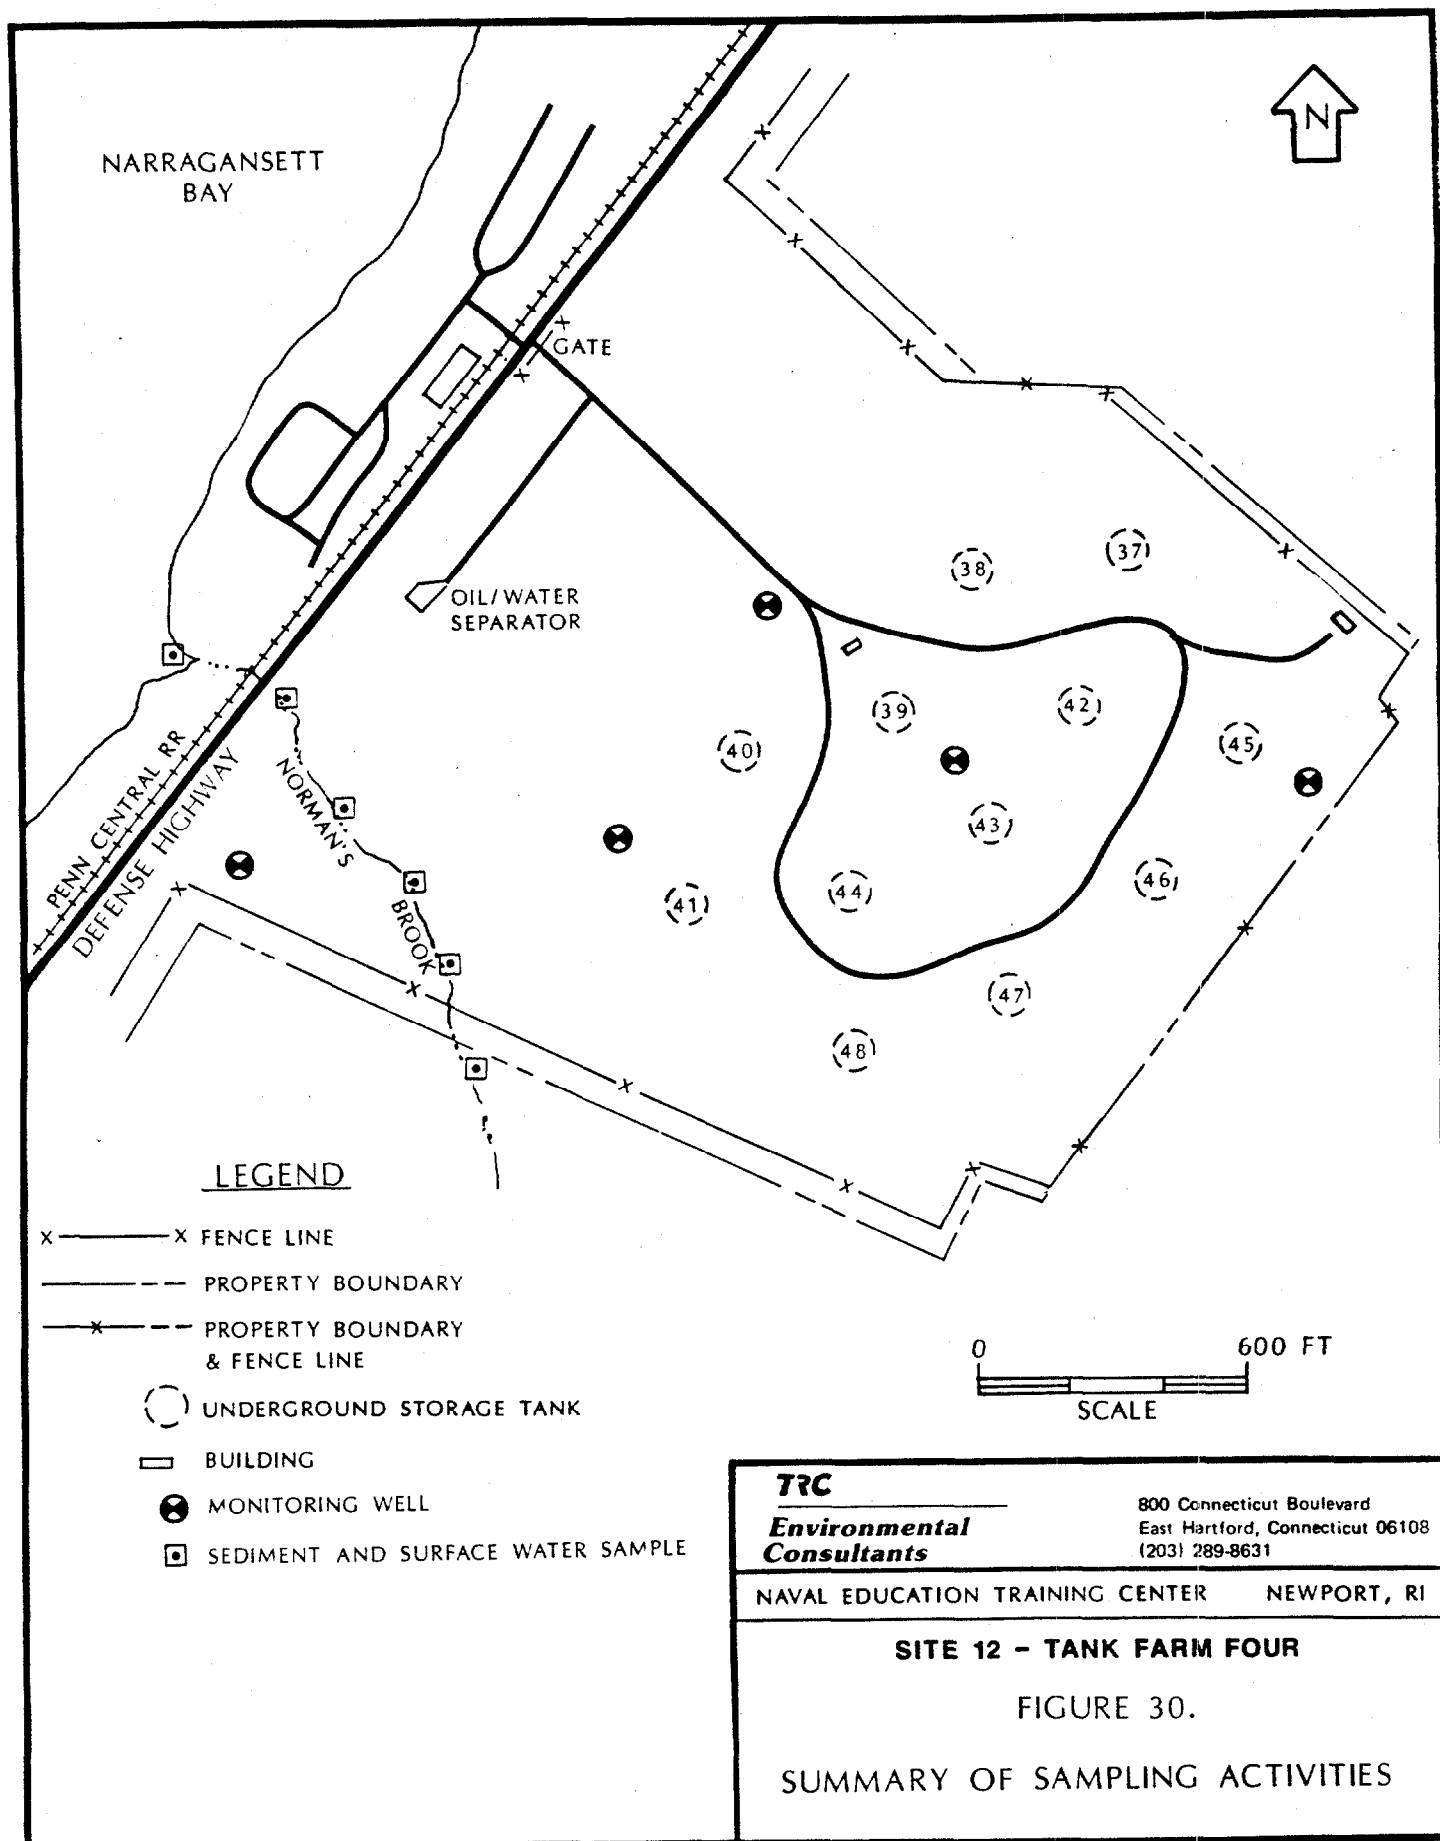 NARRAGANSETT
BAY
N
GATE
OIL/WATER
SEPARATOR
37
38
39
42
40
45
43
44
46
41
47
48
PENN CENTRAL RR
DEFENSE HIGHWAY
NORMAN'S
BROOK
LEGEND
X X FENCE LINE
PROPERTY BOUNDARY
X PROPERTY BOUNDARY
& FENCE LINE
UNDERGROUND STORAGE TANK
BUILDING
MONITORING WELL
SEDIMENT AND SURFACE WATER SAMPLE
0 600 FT
SCALE
TRC
Environmental
Consultants
800 Connecticut Boulevard
East Hartford, Connecticut 06108
(203) 289-8631
NAVAL EDUCATION TRAINING CENTER NEWPORT, RI
SITE 12 - TANK FARM FOUR
FIGURE 30.
SUMMARY OF SAMPLING ACTIVITIES